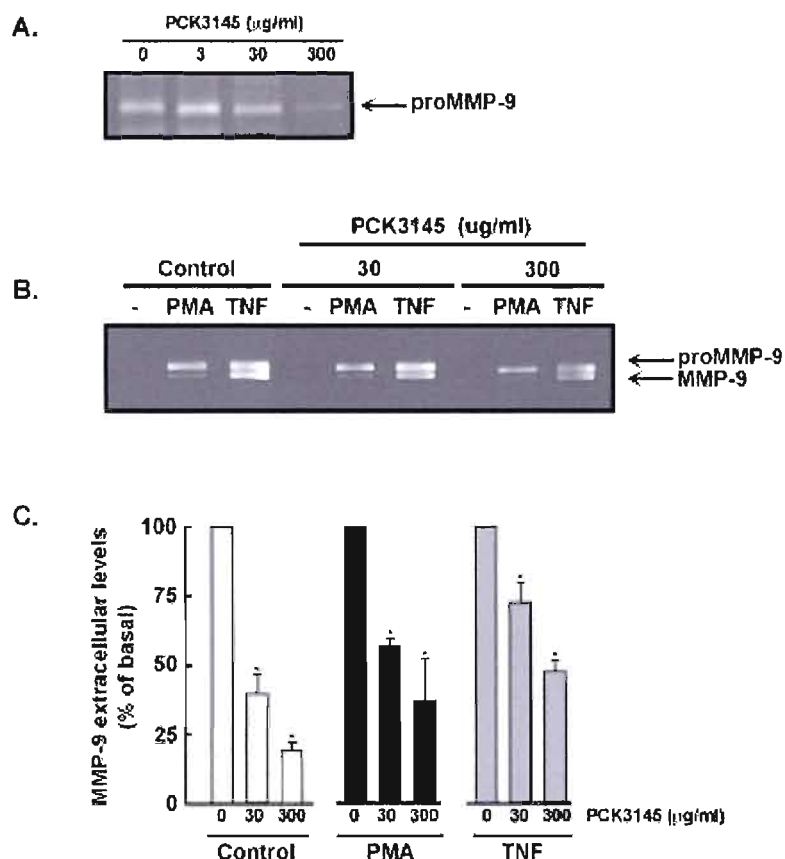 A.
PCK3145 (µg/ml)
0 3 30 300
proMMP-9
PCK3145 (ug/ml)
Control 30 300
B.
- PMA TNF - PMA TNF - PMA TNF
proMMP-9
MMP-9
C.
MMP-9 extracellular levels
(% of basal)
100
75
50
25
0
* * * * * *
0 30 300 0 30 300 0 30 300 PCK3145 (µg/ml)
Control PMA TNF